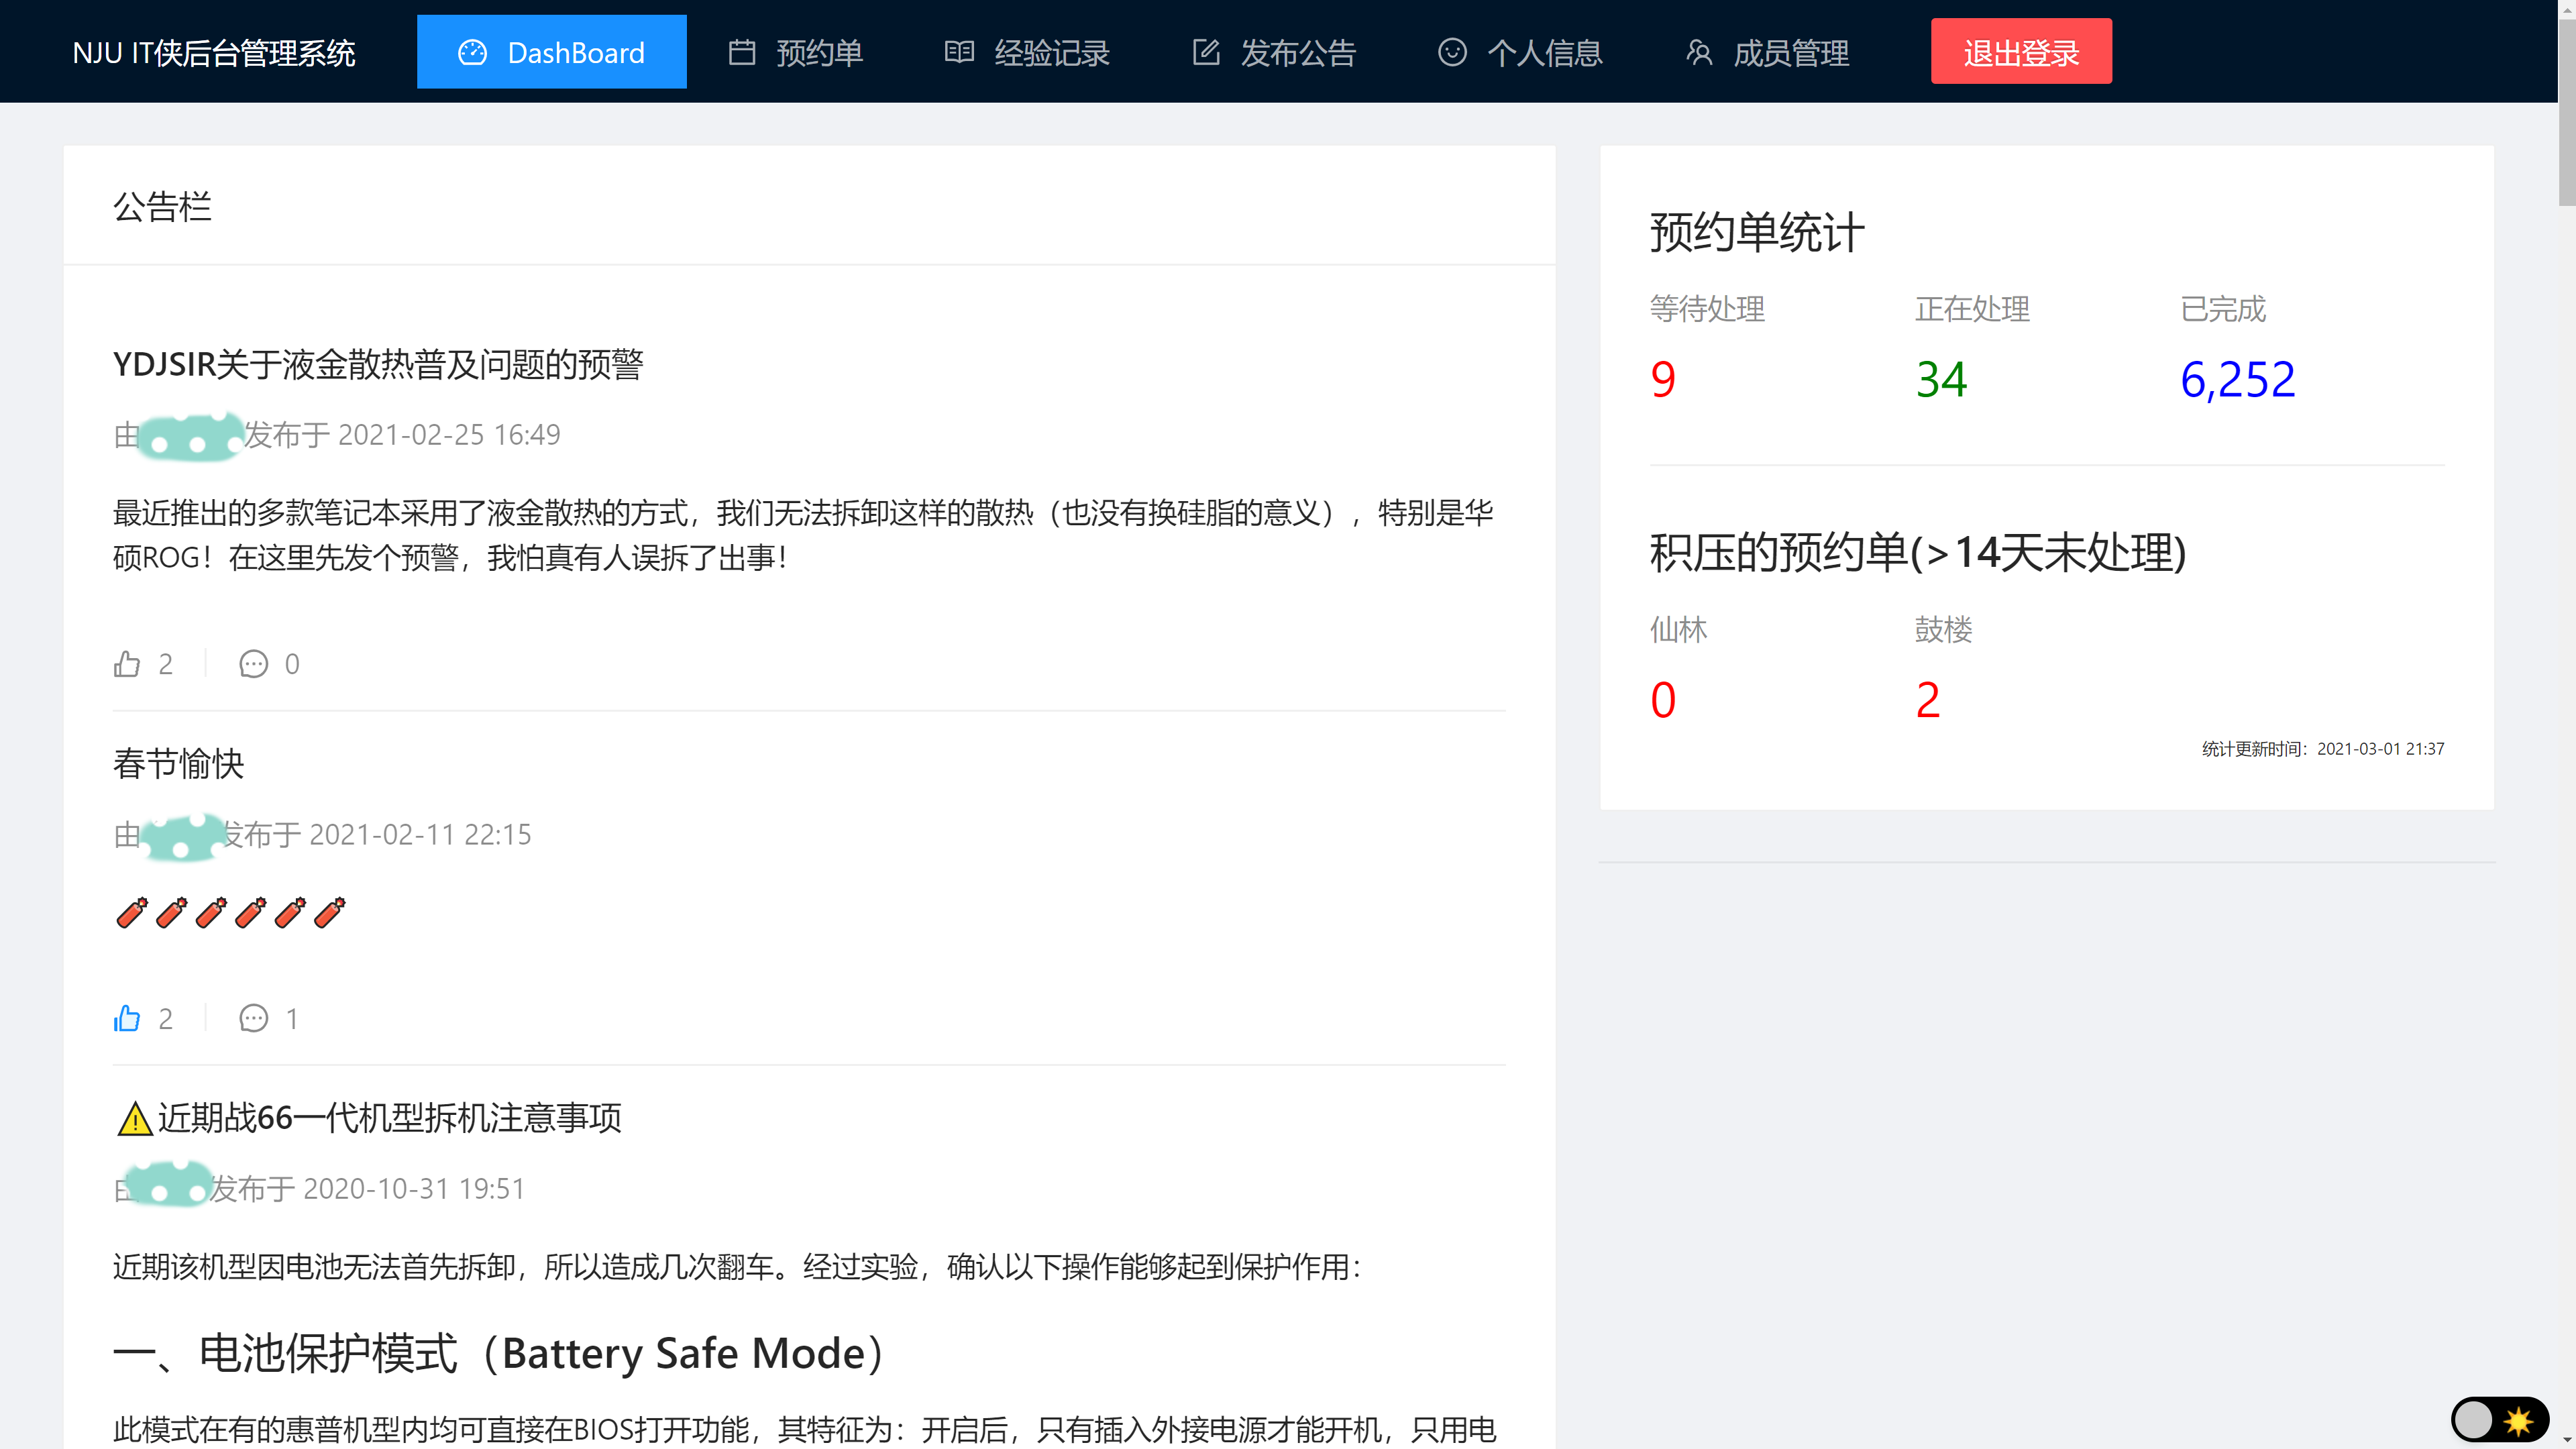 NJU IT侠后台管理系统
DashBoard
预约单
经验记录
发布公告
个人信息
成员管理
退出登录
公告栏
YDJSIR关于液金散热普及问题的预警
由 发布于 2021-02-25 16:49
最近推出的多款笔记本采用了液金散热的方式，我们无法拆卸这样的散热（也没有换硅脂的意义），特别是华
硕ROG！在这里先发个预警，我怕真有人误拆了出事！
2
0
春节愉快
由 发布于 2021-02-11 22:15
🧨🧨🧨🧨🧨🧨
2
1
⚠近期战66一代机型拆机注意事项
由 发布于 2020-10-31 19:51
近期该机型因电池无法首先拆卸，所以造成几次翻车。经过实验，确认以下操作能够起到保护作用：
一、电池保护模式（Battery Safe Mode）
此模式在有的惠普机型内均可直接在BIOS打开功能，其特征为：开启后，只有插入外接电源才能开机，只用电
预约单统计
等待处理
正在处理
已完成
9
34
6,252
积压的预约单(>14天未处理)
仙林
鼓楼
0
2
统计更新时间：2021-03-01 21:37